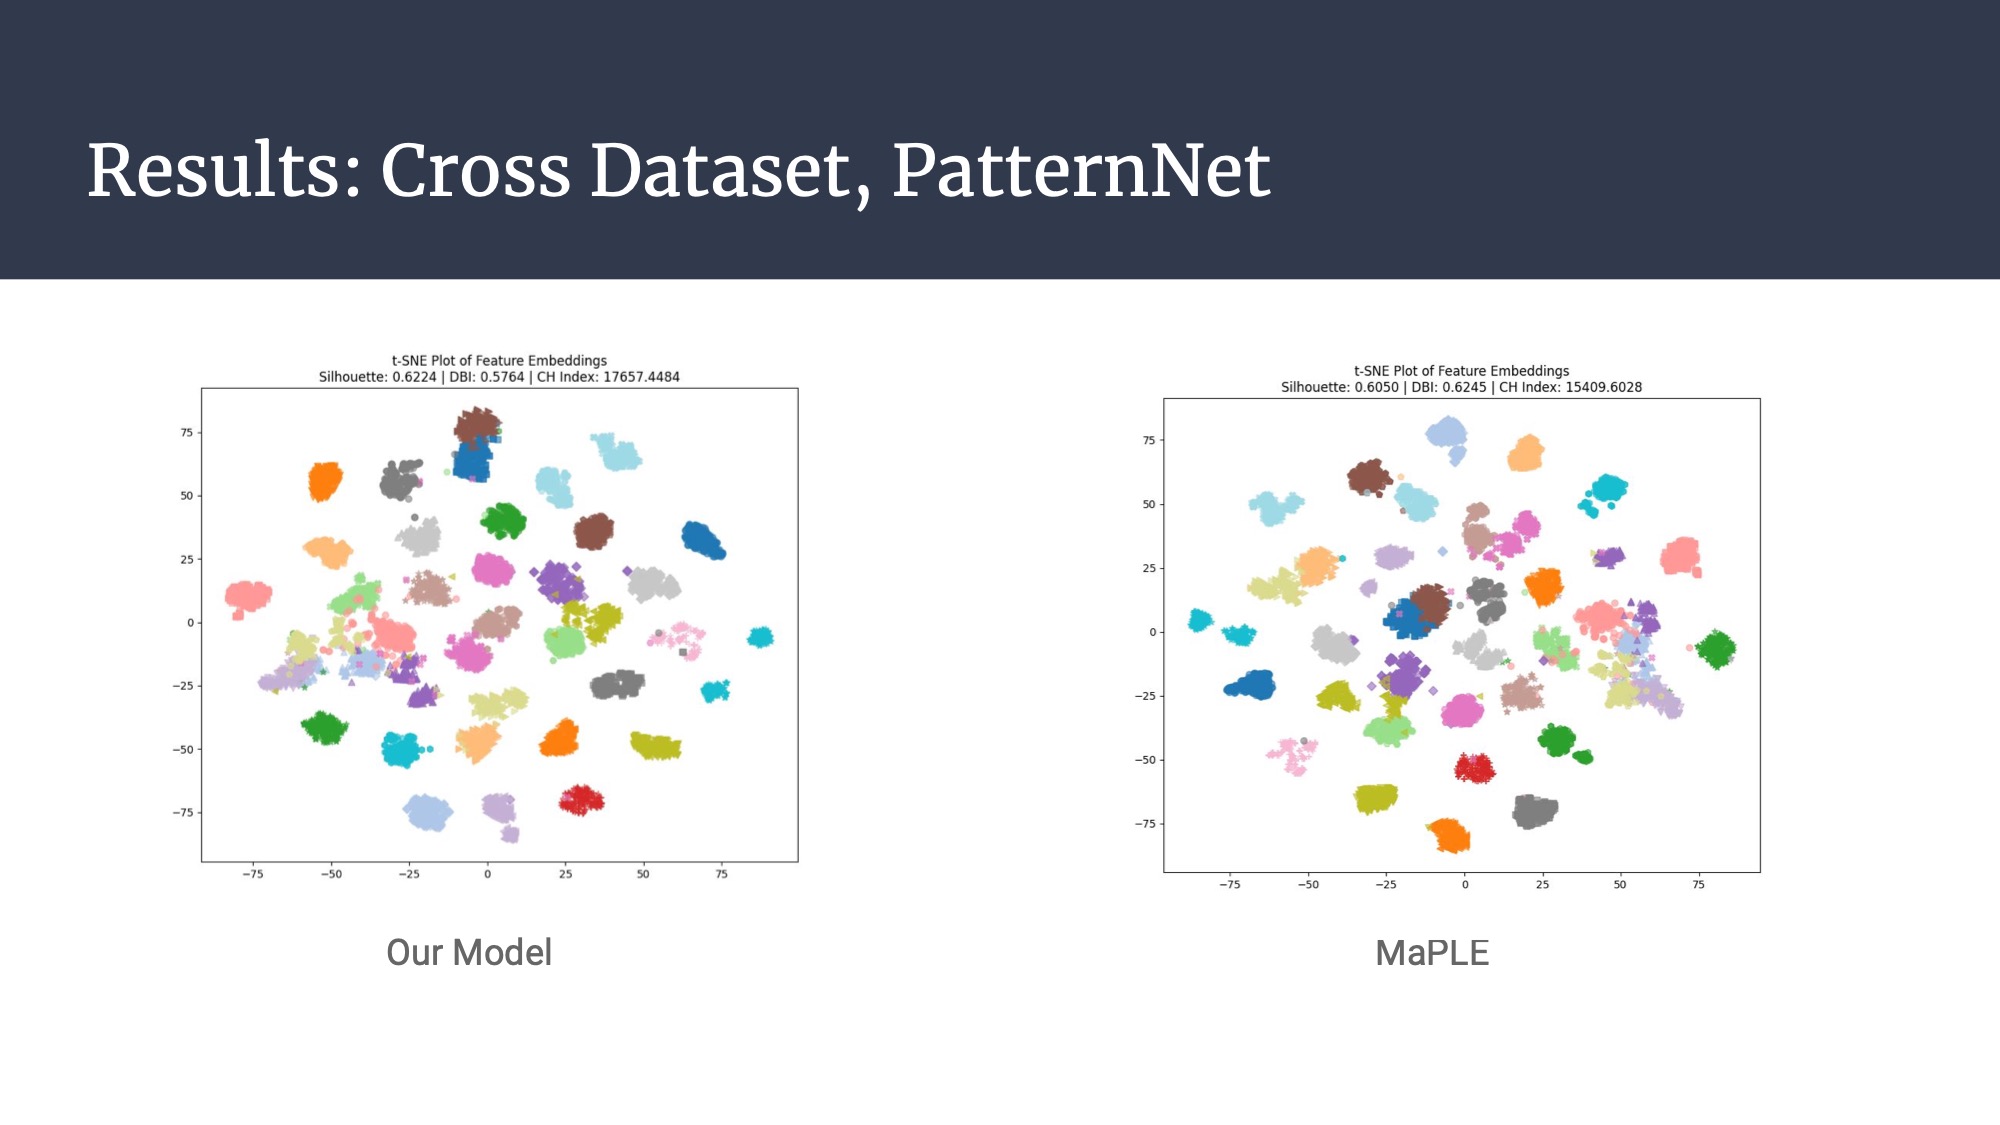 Results: Cross Dataset, PatternNet
t-SNE Plot of Feature Embeddings
Silhouette: 0.6224 | DBI: 0.5764 | CH Index: 17657.4484
75
50
25
0
−25
−50
−75
−75 −50 −25 0 25 50 75
Our Model
t-SNE Plot of Feature Embeddings
Silhouette: 0.6050 | DBI: 0.6245 | CH Index: 15409.6028
75
50
25
0
−25
−50
−75
−75 −50 −25 0 25 50 75
MaPLE